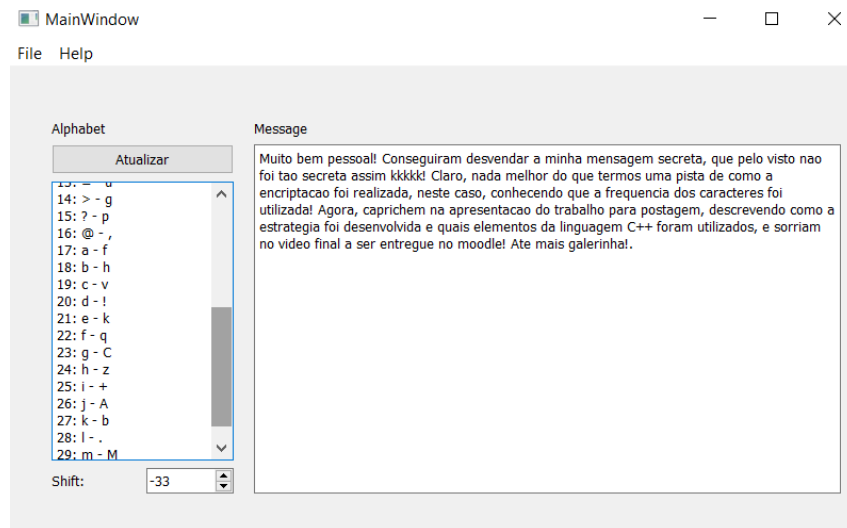 MainWindow
File Help
Alphabet
Message
Atualizar
14: > - g
15: ? - p
16: @ - ,
17: a - f
18: b - h
19: c - v
20: d - !
21: e - k
22: f - q
23: g - C
24: h - z
25: i - +
26: j - A
27: k - b
28: l - .
29: m - M
Shift:
-33
Muito bem pessoal! Conseguiram desvendar a minha mensagem secreta, que pelo visto nao
foi tao secreta assim kkkkk! Claro, nada melhor do que termos uma pista de como a
encriptacao foi realizada, neste caso, conhecendo que a frequencia dos caracteres foi
utilizada! Agora, caprichem na apresentacao do trabalho para postagem, descrevendo como a
estrategia foi desenvolvida e quais elementos da linguagem C++ foram utilizados, e sorriam
no video final a ser entregue no moodle! Ate mais galerinha!.